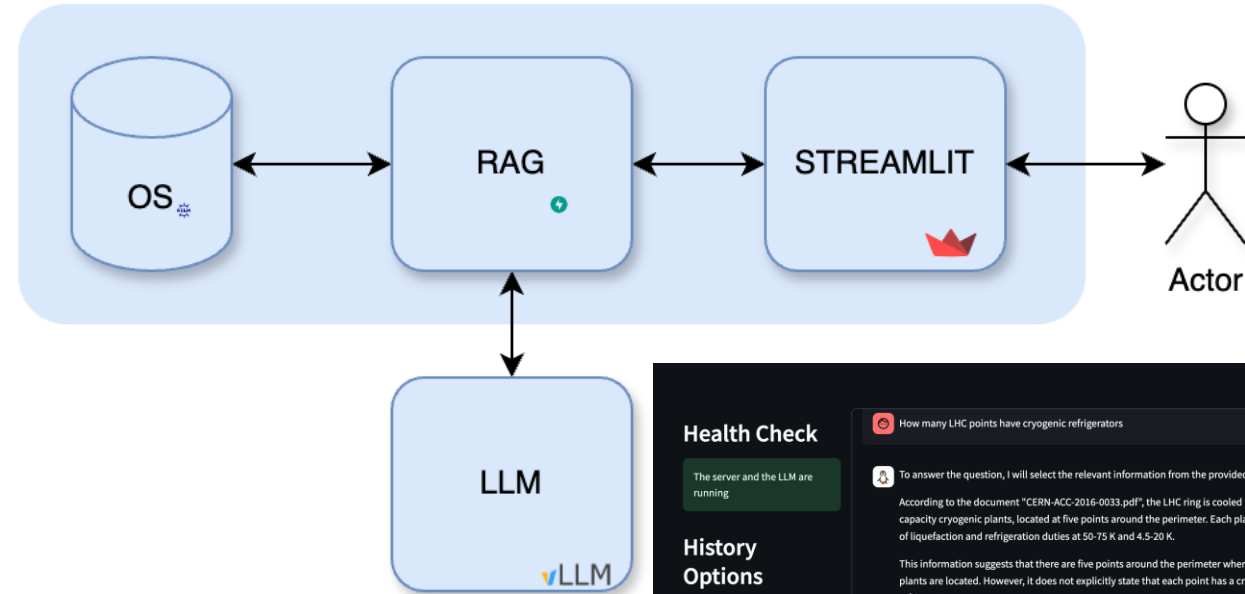 OS
RAG
STREAMLIT
Actor
LLM
vLLM
Health Check
The server and the LLM are
running
History
Options
How many LHC points have cryogenic refrigerators
To answer the question, I will select the relevant information from the provided
According to the document "CERN-ACC-2016-0033.pdf", the LHC ring is cooled
capacity cryogenic plants, located at five points around the perimeter. Each pla
of liquefaction and refrigeration duties at 50-75 K and 4.5-20 K.
This information suggests that there are five points around the perimeter wher
plants are located. However, it does not explicitly state that each point has a cr